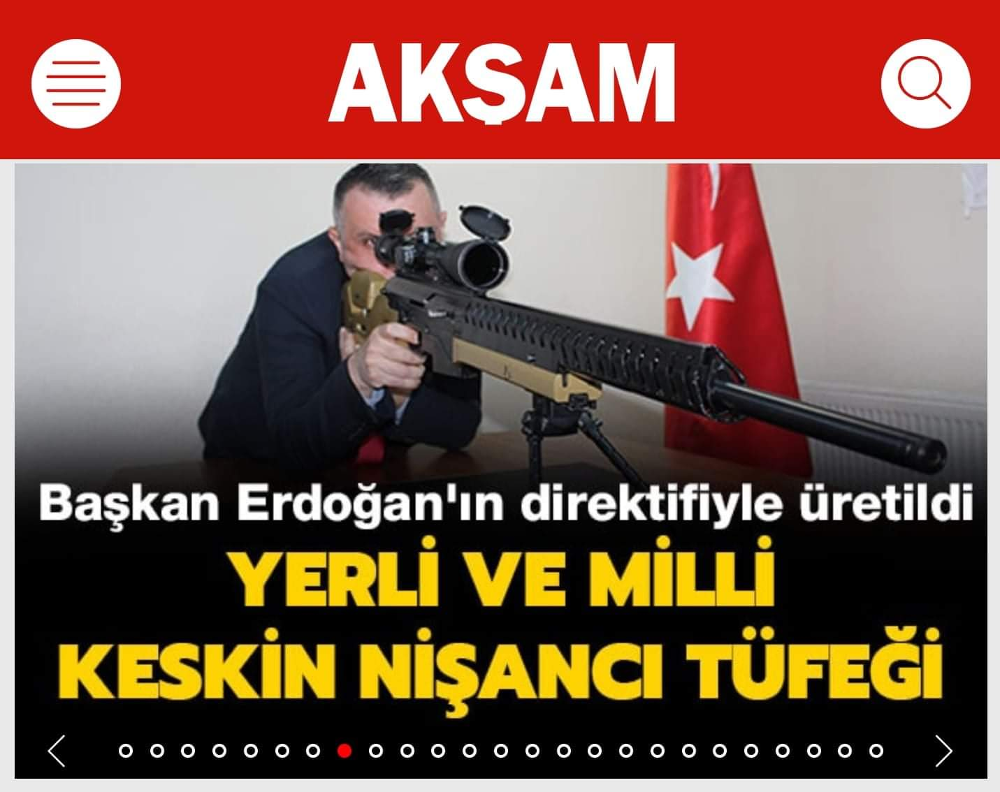 AKŞAM
Başkan Erdoğan'ın direktifiyle üretildi
YERLİ VE MİLLİ
KESKİN NİŞANCI TÜFEĞİ